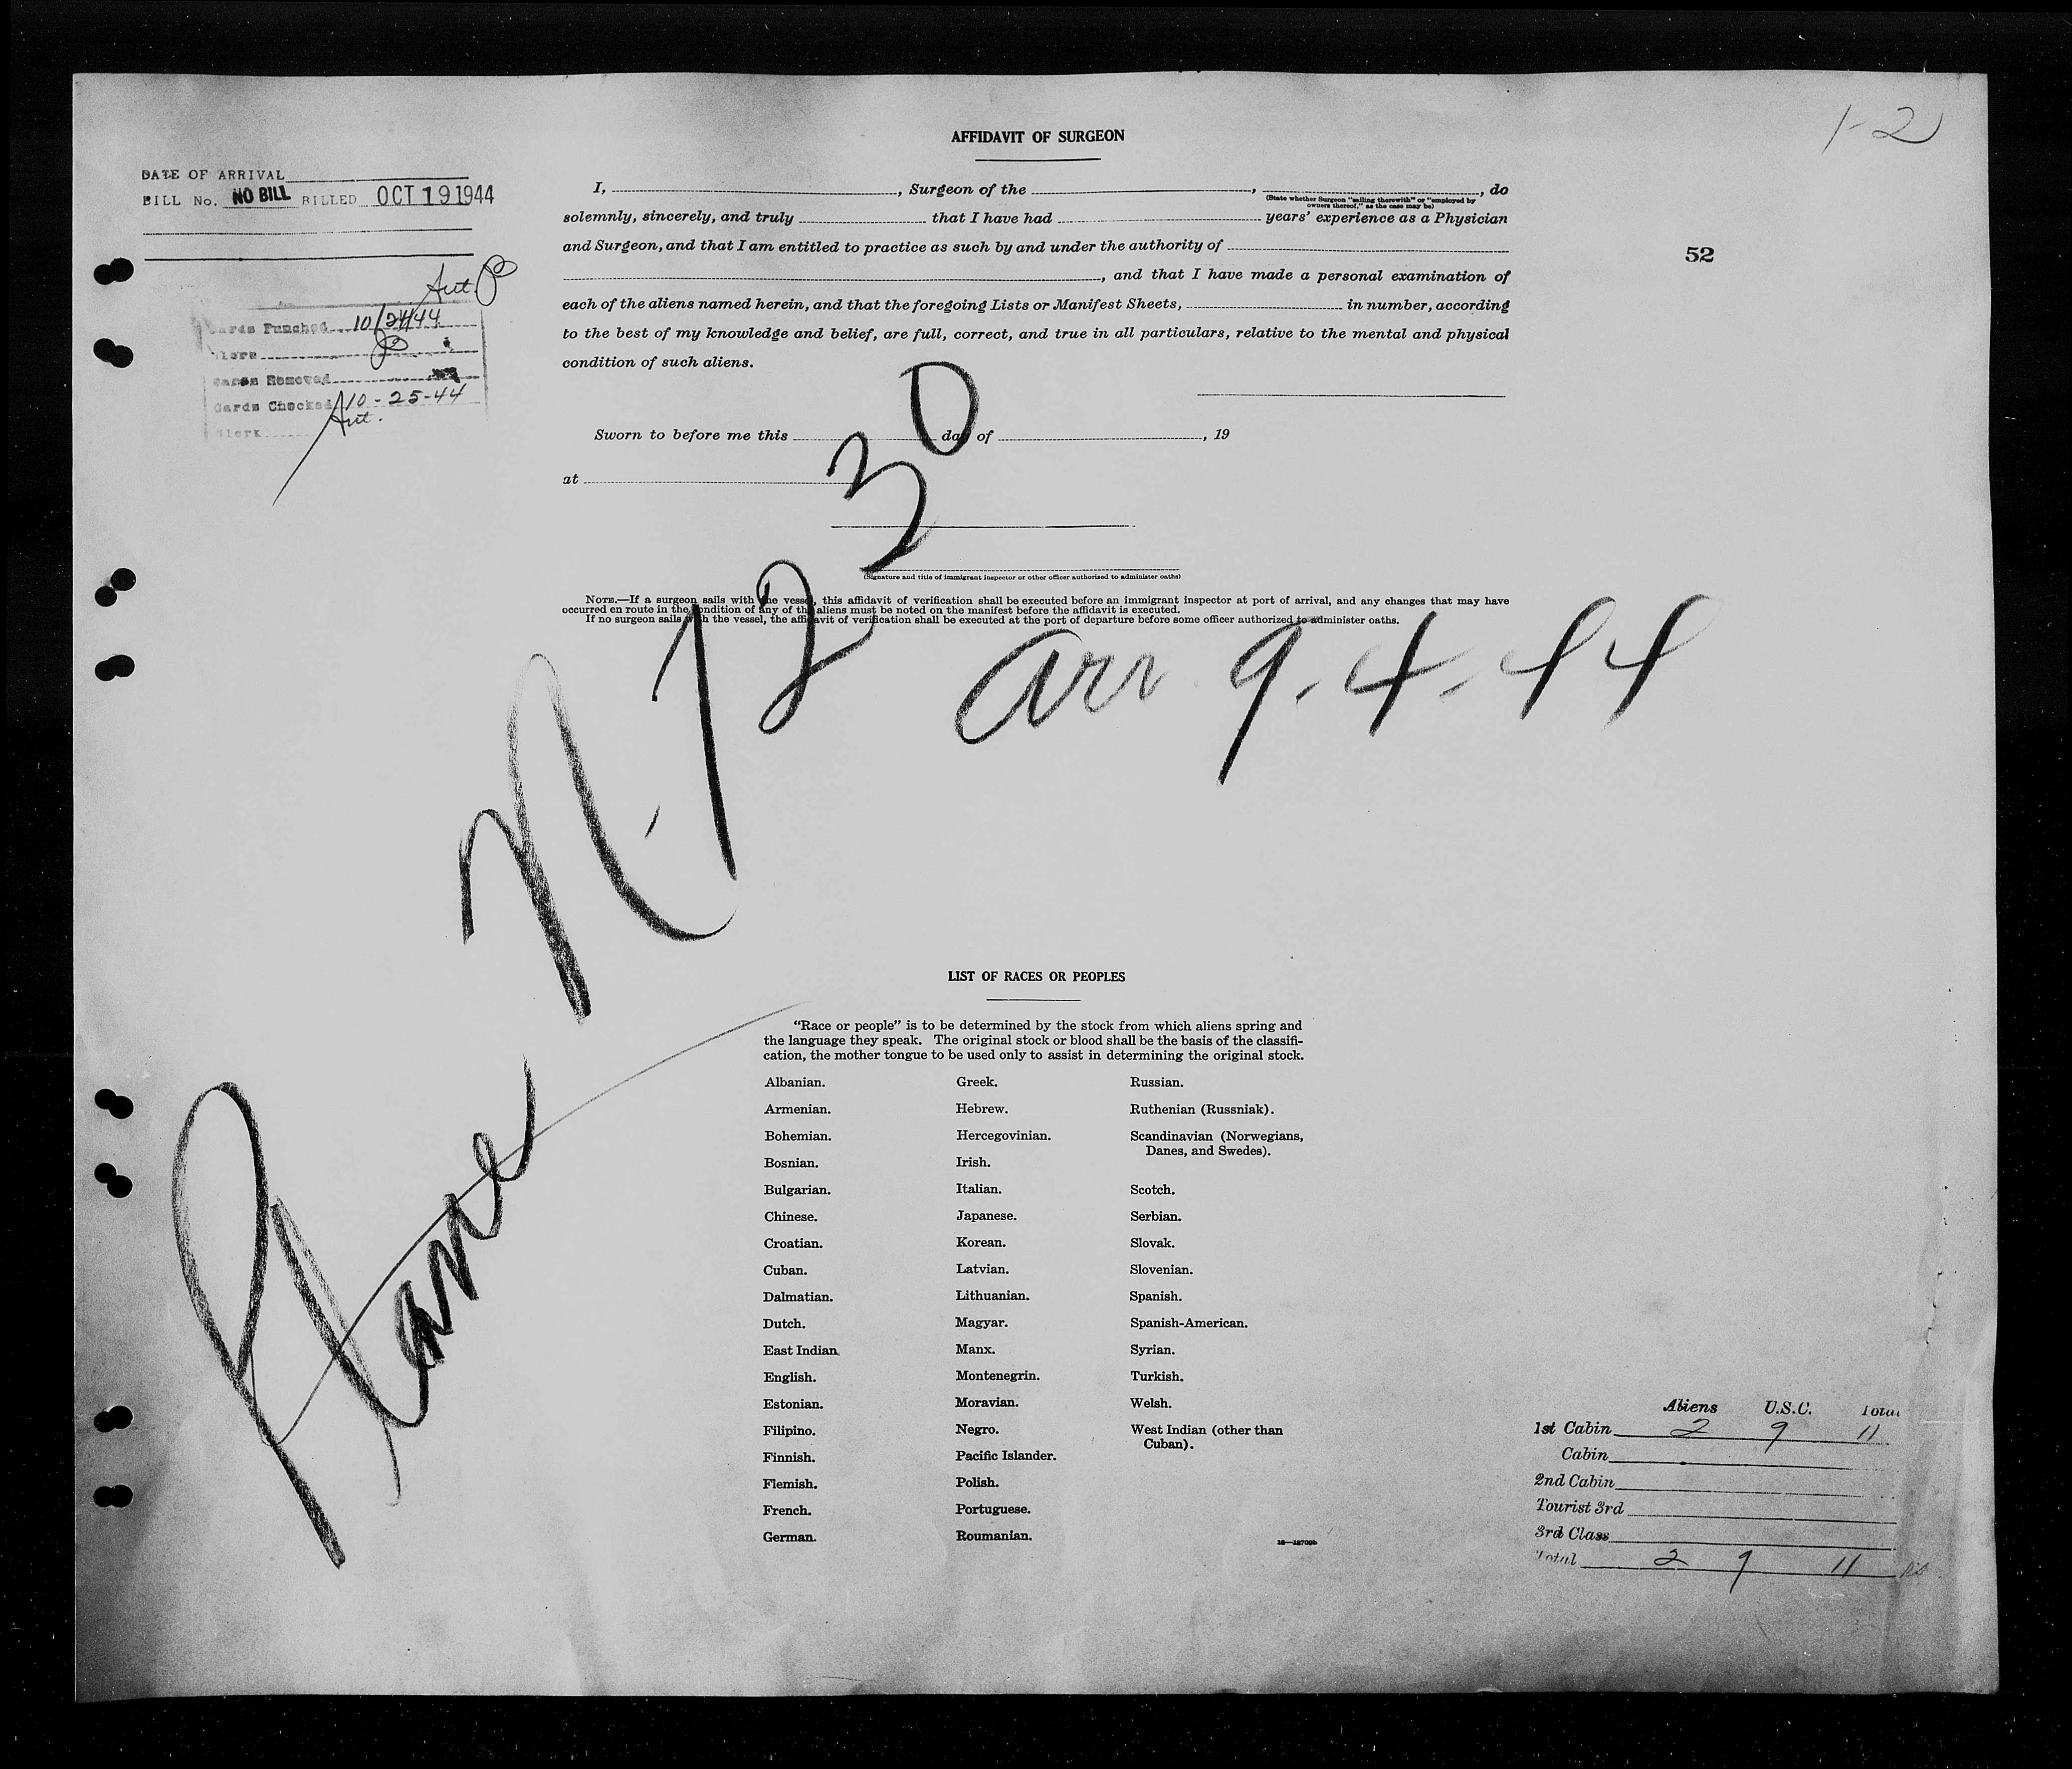 1-2
AFFIDAVIT OF SURGEON
DATE OF ARRIVAL
BILL No. NO BILL BILLED OCT 19 1944
I, , Surgeon of the , , do
(State whether Surgeon "sailing therewith" or "employed by
owners thereof," as the case may be)
solemnly, sincerely, and truly that I have had years' experience as a Physician
and Surgeon, and that I am entitled to practice as such by and under the authority of
, and that I have made a personal examination of
each of the aliens named herein, and that the foregoing Lists or Manifest Sheets, in number, according
to the best of my knowledge and belief, are full, correct, and true in all particulars, relative to the mental and physical
condition of such aliens.
52
Cards Punched 10/24/44
Clerk
Cards Removed
Cards Checked 10-25-44
Clerk
Sworn to before me this day of , 19
at
(Signature and title of immigrant inspector or other officer authorized to administer oaths)
NOTE.—If a surgeon sails with the vessel, this affidavit of verification shall be executed before an immigrant inspector at port of arrival, and any changes that may have
occurred en route in the condition of any of the aliens must be noted on the manifest before the affidavit is executed.
If no surgeon sails with the vessel, the affidavit of verification shall be executed at the port of departure before some officer authorized to administer oaths.
Plane N-1230
arr 9-4-44
LIST OF RACES OR PEOPLES
"Race or people" is to be determined by the stock from which aliens spring and
the language they speak. The original stock or blood shall be the basis of the classifi-
cation, the mother tongue to be used only to assist in determining the original stock.
Albanian. Greek. Russian.
Armenian. Hebrew. Ruthenian (Russniak).
Bohemian. Hercegovinian. Scandinavian (Norwegians,
Danes, and Swedes).
Bosnian. Irish.
Bulgarian. Italian. Scotch.
Chinese. Japanese. Serbian.
Croatian. Korean. Slovak.
Cuban. Latvian. Slovenian.
Dalmatian. Lithuanian. Spanish.
Dutch. Magyar. Spanish-American.
East Indian. Manx. Syrian.
English. Montenegrin. Turkish.
Estonian. Moravian. Welsh.
Filipino. Negro. West Indian (other than
Cuban).
Finnish. Pacific Islander.
Flemish. Polish.
French. Portuguese.
German. Roumanian.
Aliens U.S.C. Total
1st Cabin 2 9 11
Cabin
2nd Cabin
Tourist 3rd
3rd Class
Total 2 9 11